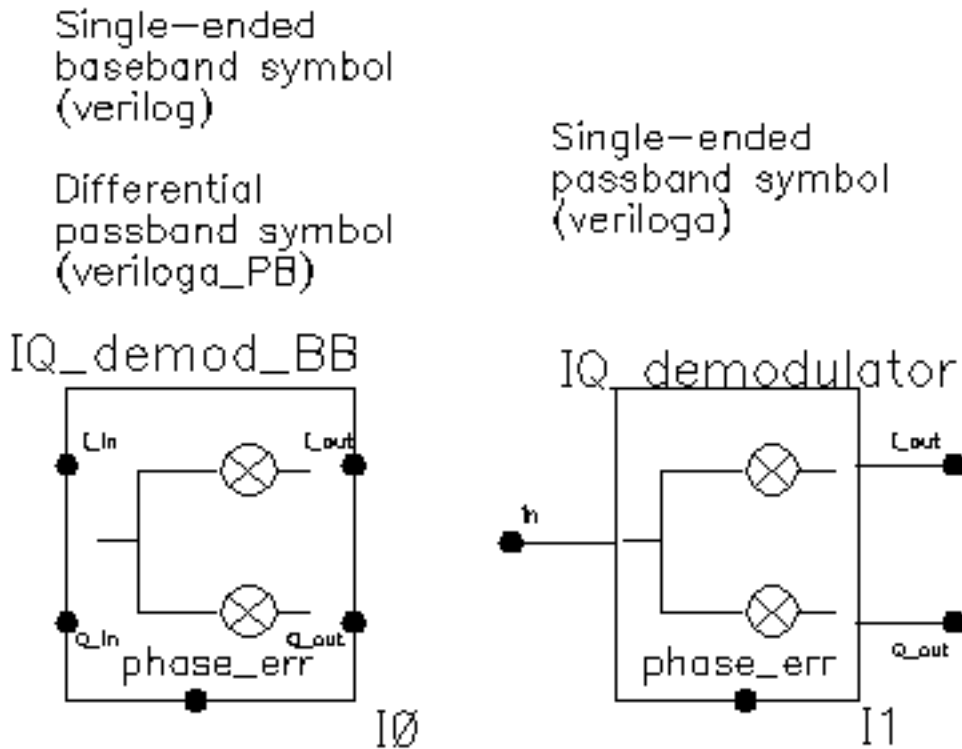 Single-ended
baseband symbol
(verilog)
Differential
passband symbol
(veriloga_PB)
Single-ended
passband symbol
(veriloga)
IQ_demod_BB
I_in
I_out
Q_in
Q_out
phase_err
I0
IQ_demodulator
in
I_out
Q_out
phase_err
I1